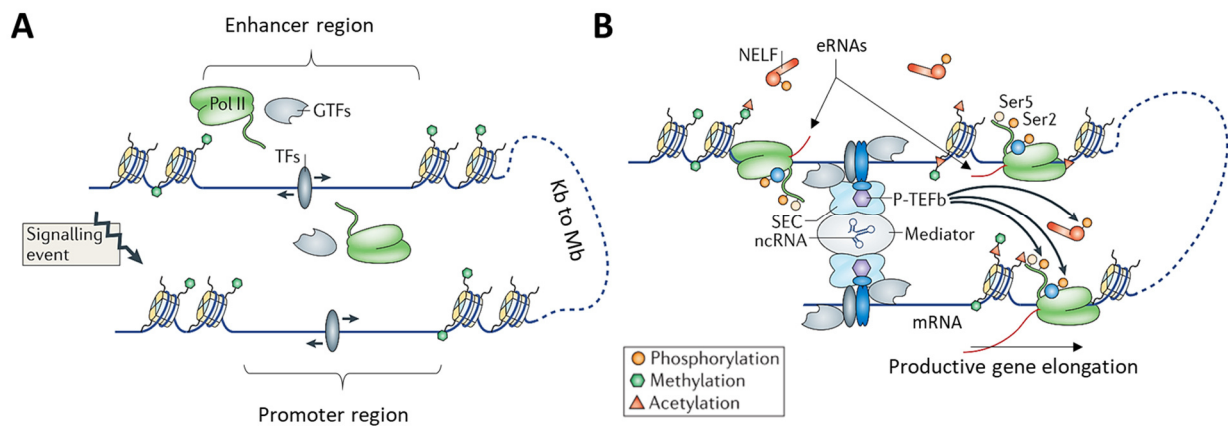 A
Enhancer region
Pol II
GTFs
TFs
Kb to Mb
Signalling
event
Promoter region
B
NELF
eRNAs
Ser5
Ser2
P-TEFb
SEC
ncRNA
Mediator
mRNA
Productive gene elongation
Phosphorylation
Methylation
Acetylation